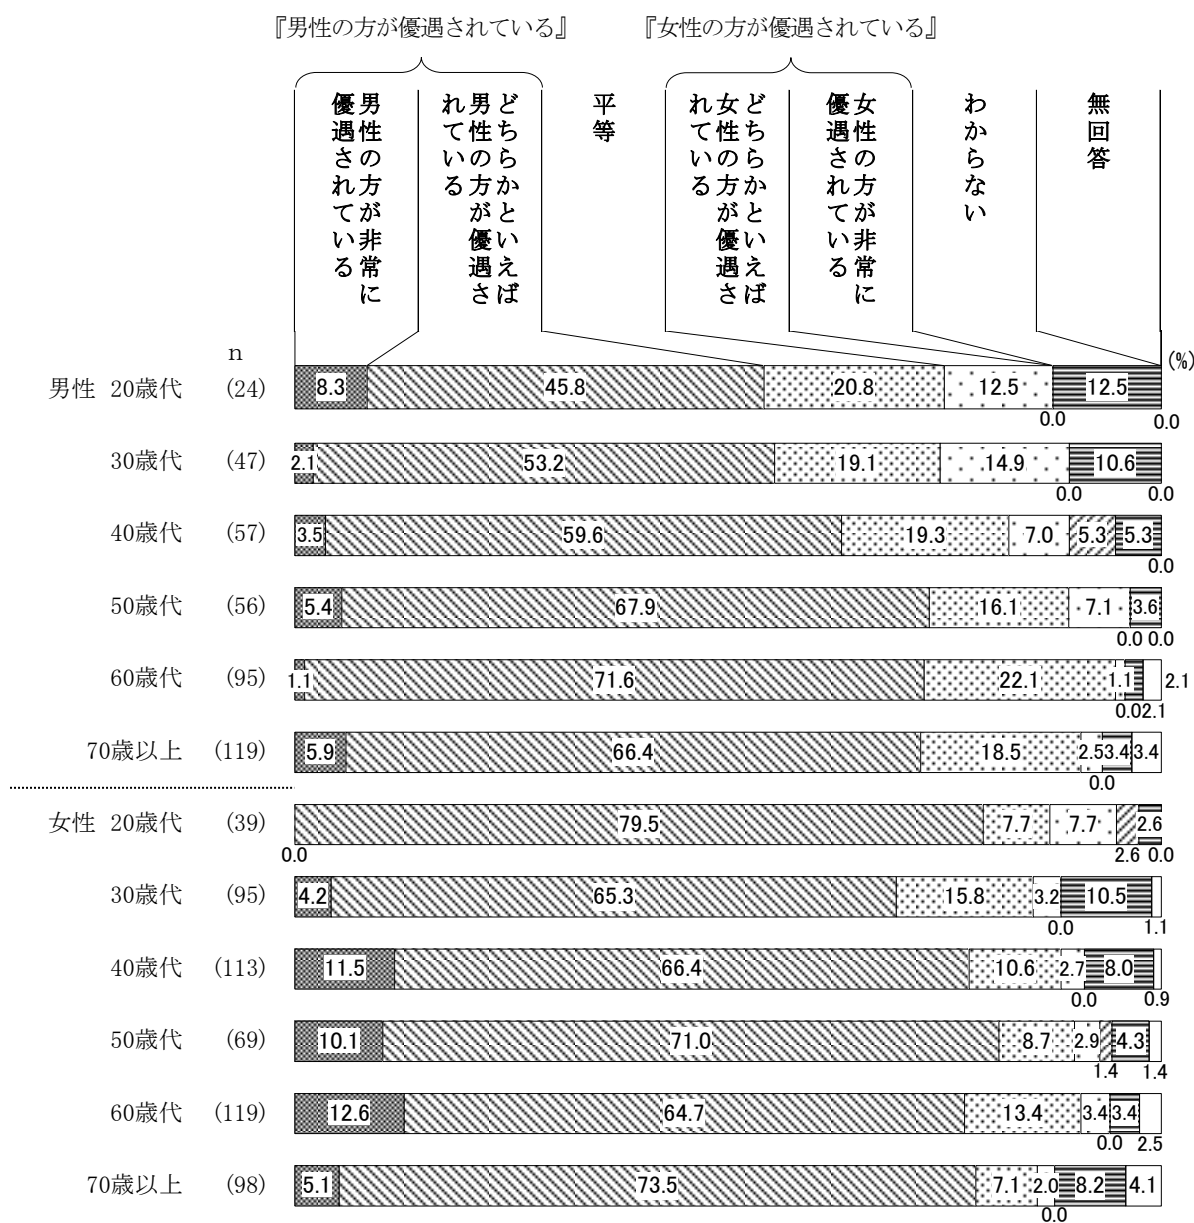 『男性の方が優遇されている』 『女性の方が優遇されている』
男性の方が非常に
優遇されている
どちらかといえば
男性の方が優遇さ
れている
平等
どちらかといえば
女性の方が優遇さ
れている
女性の方が非常に
優遇されている
わからない
無回答
n
(%)
男性 20歳代 (24) 8.3 45.8 20.8 12.5 12.5
0.0 0.0
30歳代 (47) 2.1 53.2 19.1 14.9 10.6
0.0 0.0
40歳代 (57) 3.5 59.6 19.3 7.0 5.3 5.3
0.0
50歳代 (56) 5.4 67.9 16.1 7.1 3.6
0.0 0.0
60歳代 (95) 1.1 71.6 22.1 1.1 2.1
0.0 2.1
70歳以上 (119) 5.9 66.4 18.5 2.5 3.4 3.4
0.0
女性 20歳代 (39) 79.5 7.7 7.7 2.6
0.0 2.6 0.0
30歳代 (95) 4.2 65.3 15.8 3.2 10.5
0.0 1.1
40歳代 (113) 11.5 66.4 10.6 2.7 8.0
0.0 0.9
50歳代 (69) 10.1 71.0 8.7 2.9 4.3
1.4 1.4
60歳代 (119) 12.6 64.7 13.4 3.4 3.4
0.0 2.5
70歳以上 (98) 5.1 73.5 7.1 2.0 8.2 4.1
0.0